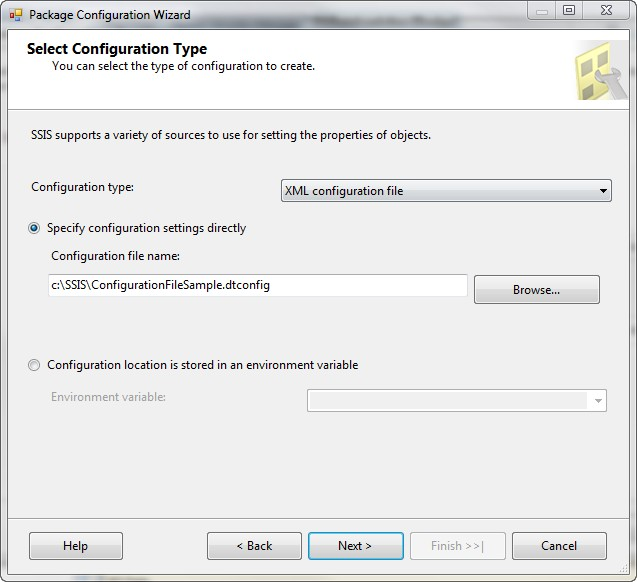 Package Configuration Wizard
Select Configuration Type
You can select the type of configuration to create.
SSIS supports a variety of sources to use for setting the properties of objects.
Configuration type:
XML configuration file
Specify configuration settings directly
Configuration file name:
c:\SSIS\ConfigurationFileSample.dtconfig
Browse...
Configuration location is stored in an environment variable
Environment variable:
Help
< Back
Next >
Finish >>|
Cancel